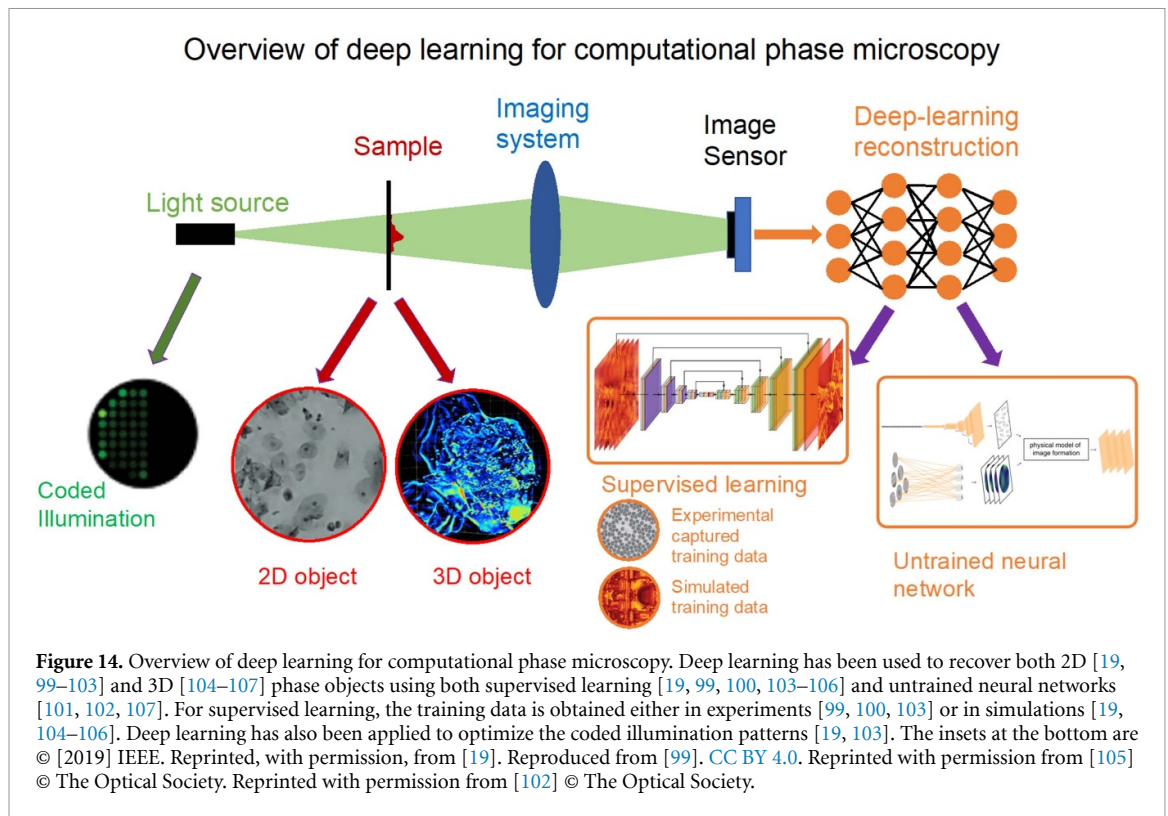 Overview of deep learning for computational phase microscopy
Imaging
system
Image
Sensor
Deep-learning
reconstruction
Sample
Light source
Coded
Illumination
2D object
3D object
Supervised learning
Experimental
captured
training data
Simulated
training data
physical model of
image formation
Untrained neural
network
Figure 14. Overview of deep learning for computational phase microscopy. Deep learning has been used to recover both 2D [19,
99–103] and 3D [104–107] phase objects using both supervised learning [19, 99, 100, 103–106] and untrained neural networks
[101, 102, 107]. For supervised learning, the training data is obtained either in experiments [99, 100, 103] or in simulations [19,
104–106]. Deep learning has also been applied to optimize the coded illumination patterns [19, 103]. The insets at the bottom are
© [2019] IEEE. Reprinted, with permission, from [19]. Reproduced from [99]. CC BY 4.0. Reprinted with permission from [105]
© The Optical Society. Reprinted with permission from [102] © The Optical Society.